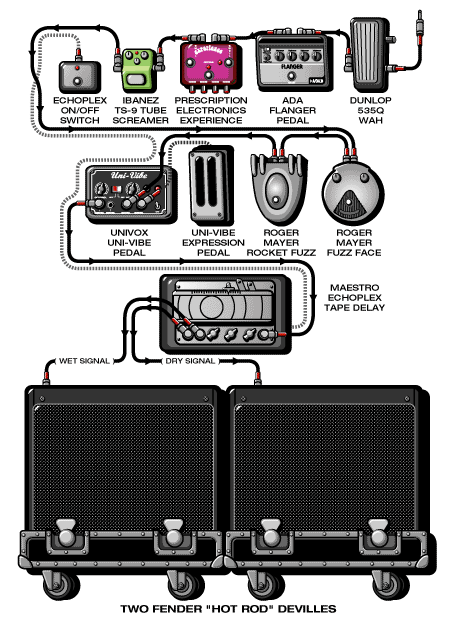 ECHOPLEX
ON/OFF
SWITCH
IBANEZ
TS-9 TUBE
SCREAMER
PRESCRIPTION
ELECTRONICS
EXPERIENCE
FLANGER
ADA
FLANGER
PEDAL
DUNLOP
535Q
WAH
Uni-Vibe
UNIVOX
UNI-VIBE
PEDAL
UNI-VIBE
EXPRESSION
PEDAL
ROGER
MAYER
ROCKET FUZZ
ROGER
MAYER
FUZZ FACE
MAESTRO
ECHOPLEX
TAPE DELAY
WET SIGNAL
DRY SIGNAL
TWO FENDER "HOT ROD" DEVILLES